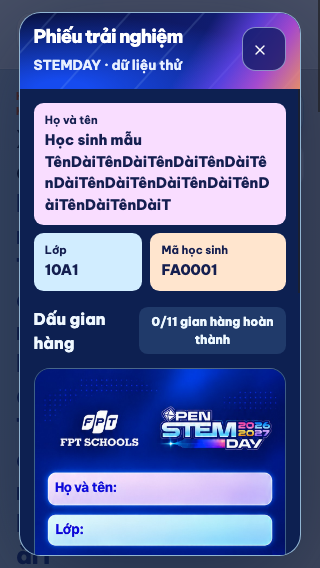 Phiếu trải nghiệm
STEMDAY · dữ liệu thử
×
Họ và tên
Học sinh mẫu
TênDàiTênDàiTênDàiTênDàiTê
nDàiTênDàiTênDàiTênDàiTênD
àiTênDàiTênDàiT
Lớp
10A1
Mã học sinh
FA0001
Dấu gian
hàng
0/11 gian hàng hoàn
thành
FPT
FPT SCHOOLS
OPEN
STEM 2026
2027
DAY
Họ và tên:
Lớp: